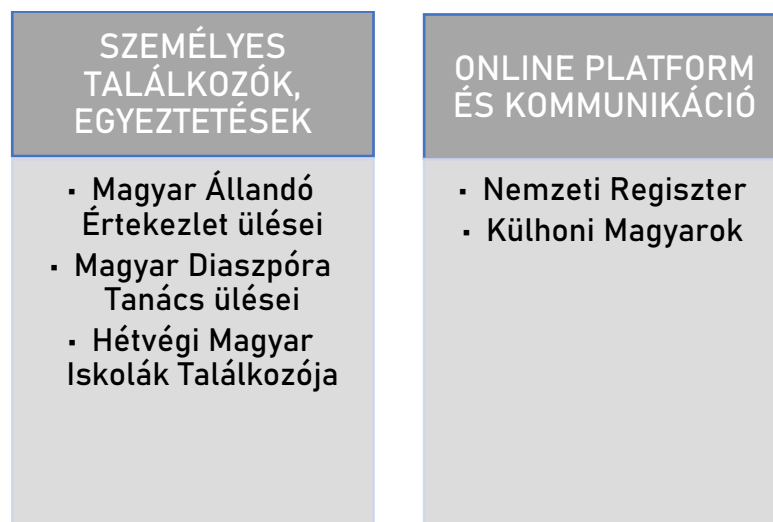 SZEMÉLYES
TALÁLKOZÓK,
EGYEZTETÉSEK
▪ Magyar Állandó
Értekezlet ülései
▪ Magyar Diaszpóra
Tanács ülései
▪ Hétvégi Magyar
Iskolák Találkozója
ONLINE PLATFORM
ÉS KOMMUNIKÁCIÓ
▪ Nemzeti Regiszter
▪ Külhoni Magyarok